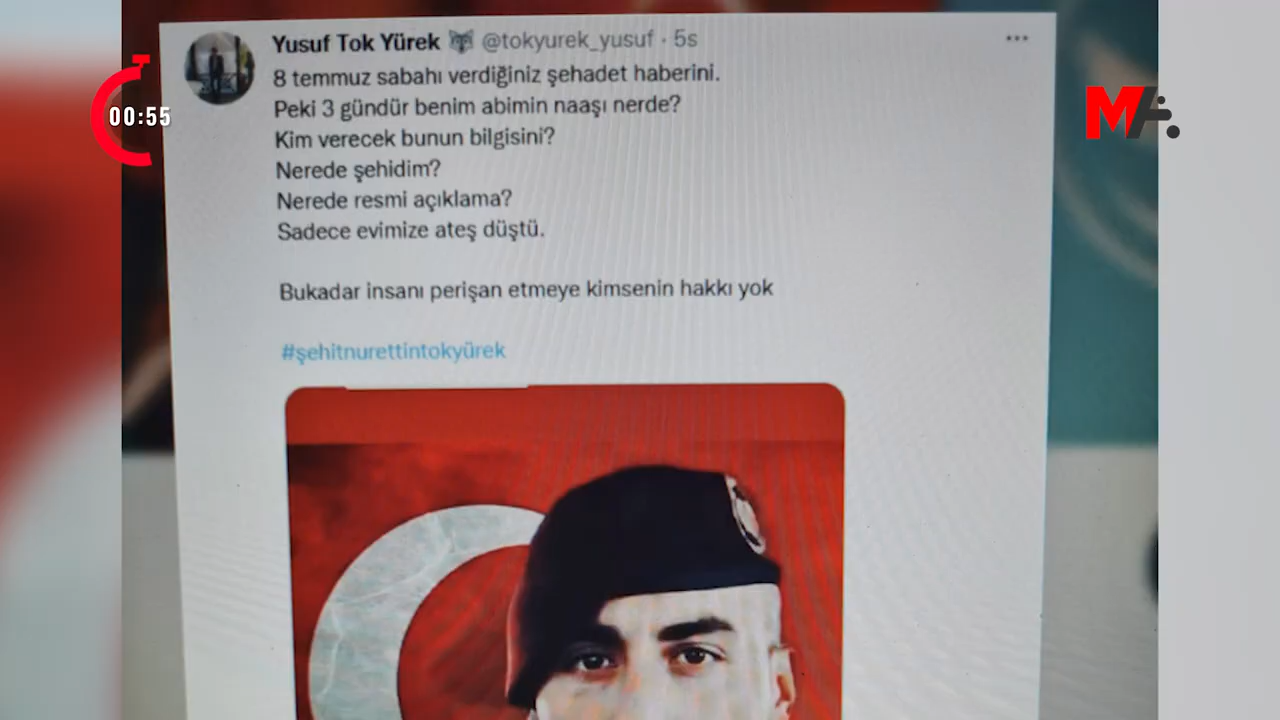 Yusuf Tok Yürek @tokyurek_yusuf · 5s
8 temmuz sabahı verdiğiniz şehadet haberini.
Peki 3 gündür benim abimin naaşı nerde?
Kim verecek bunun bilgisini?
Nerede şehidim?
Nerede resmi açıklama?
Sadece evimize ateş düştü.
Bukadar insanı perişan etmeye kimsenin hakkı yok
#şehitnurettintokyürek
00:55
MA